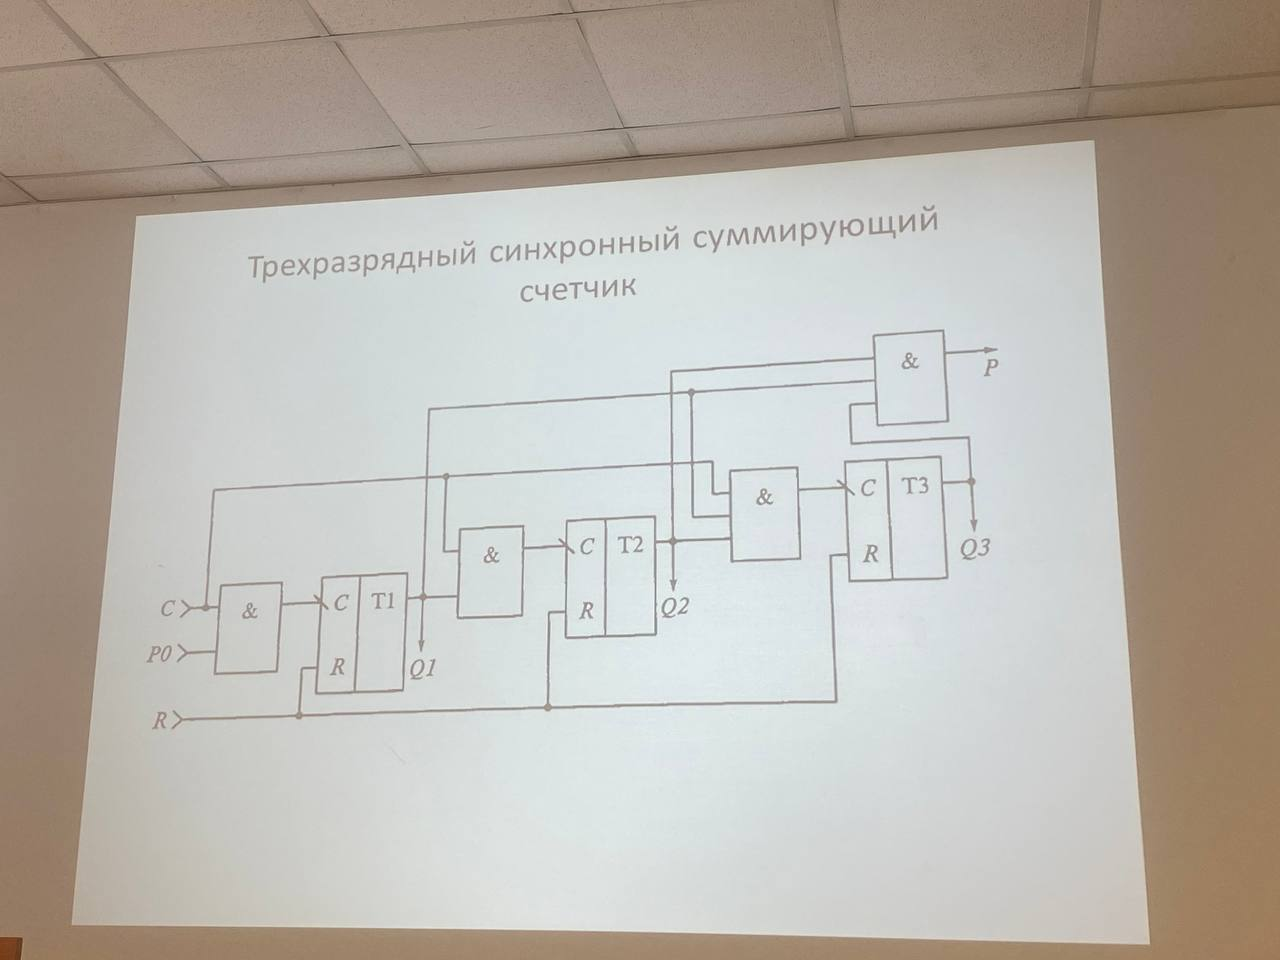 Трехразрядный синхронный суммирующий
счетчик
&
P
&
C T3
R
Q3
&
C T2
R
Q2
C
&
C T1
P0
R
Q1
R